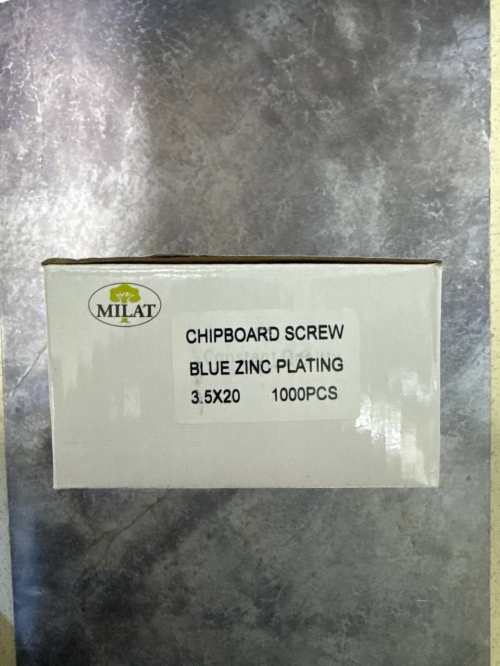 MILAT
CHIPBOARD SCREW
BLUE ZINC PLATING
3.5X20 1000PCS